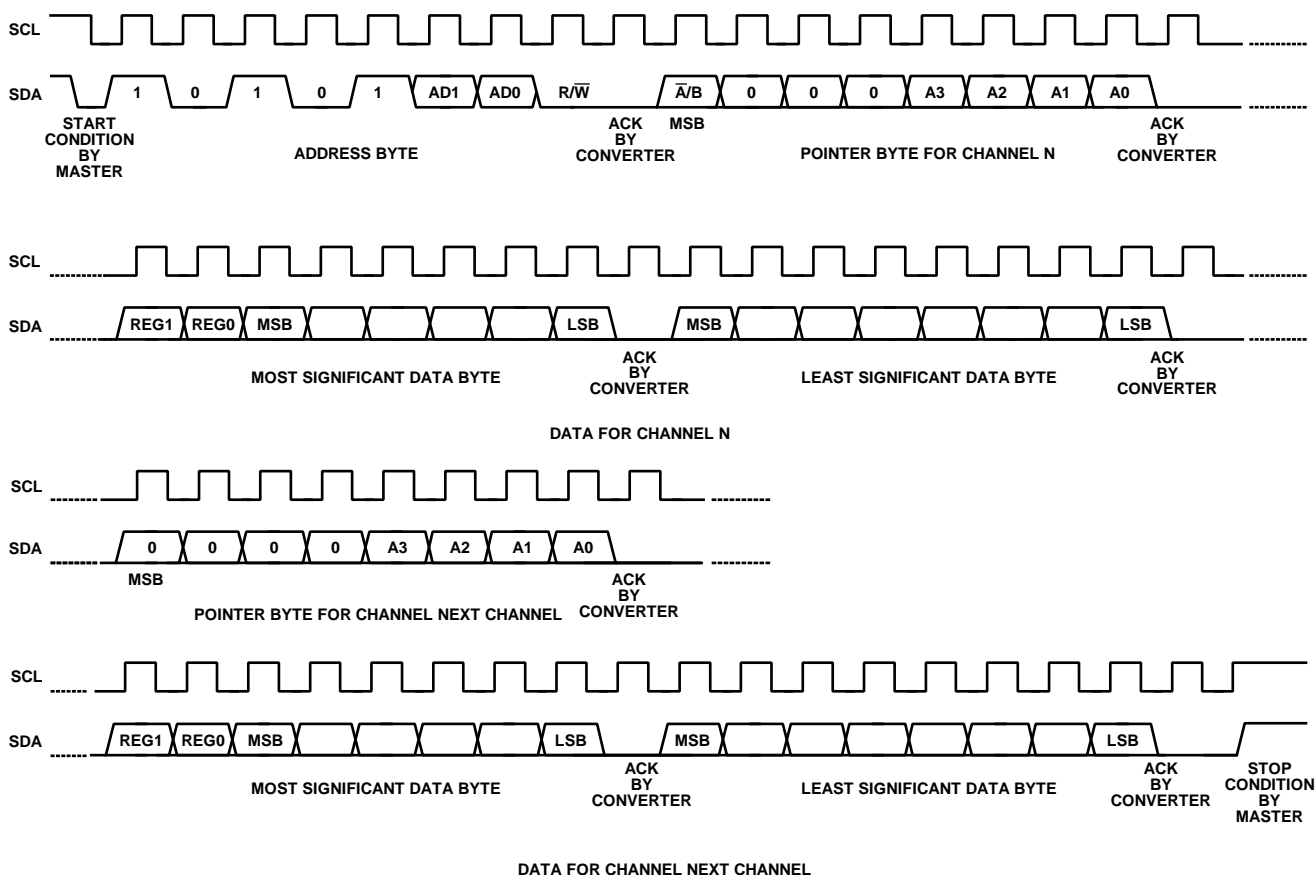 SCL
SDA 1 0 1 0 1 AD1 AD0 R/W̅ A̅/B 0 0 0 A3 A2 A1 A0
START CONDITION BY MASTER
ADDRESS BYTE
ACK BY CONVERTER
MSB
POINTER BYTE FOR CHANNEL N
ACK BY CONVERTER
SCL
SDA REG1 REG0 MSB LSB MSB LSB
MOST SIGNIFICANT DATA BYTE
ACK BY CONVERTER
LEAST SIGNIFICANT DATA BYTE
ACK BY CONVERTER
DATA FOR CHANNEL N
SCL
SDA 0 0 0 0 A3 A2 A1 A0
MSB
POINTER BYTE FOR CHANNEL NEXT CHANNEL
ACK BY CONVERTER
SCL
SDA REG1 REG0 MSB LSB MSB LSB
MOST SIGNIFICANT DATA BYTE
ACK BY CONVERTER
LEAST SIGNIFICANT DATA BYTE
ACK BY CONVERTER
STOP CONDITION BY MASTER
DATA FOR CHANNEL NEXT CHANNEL